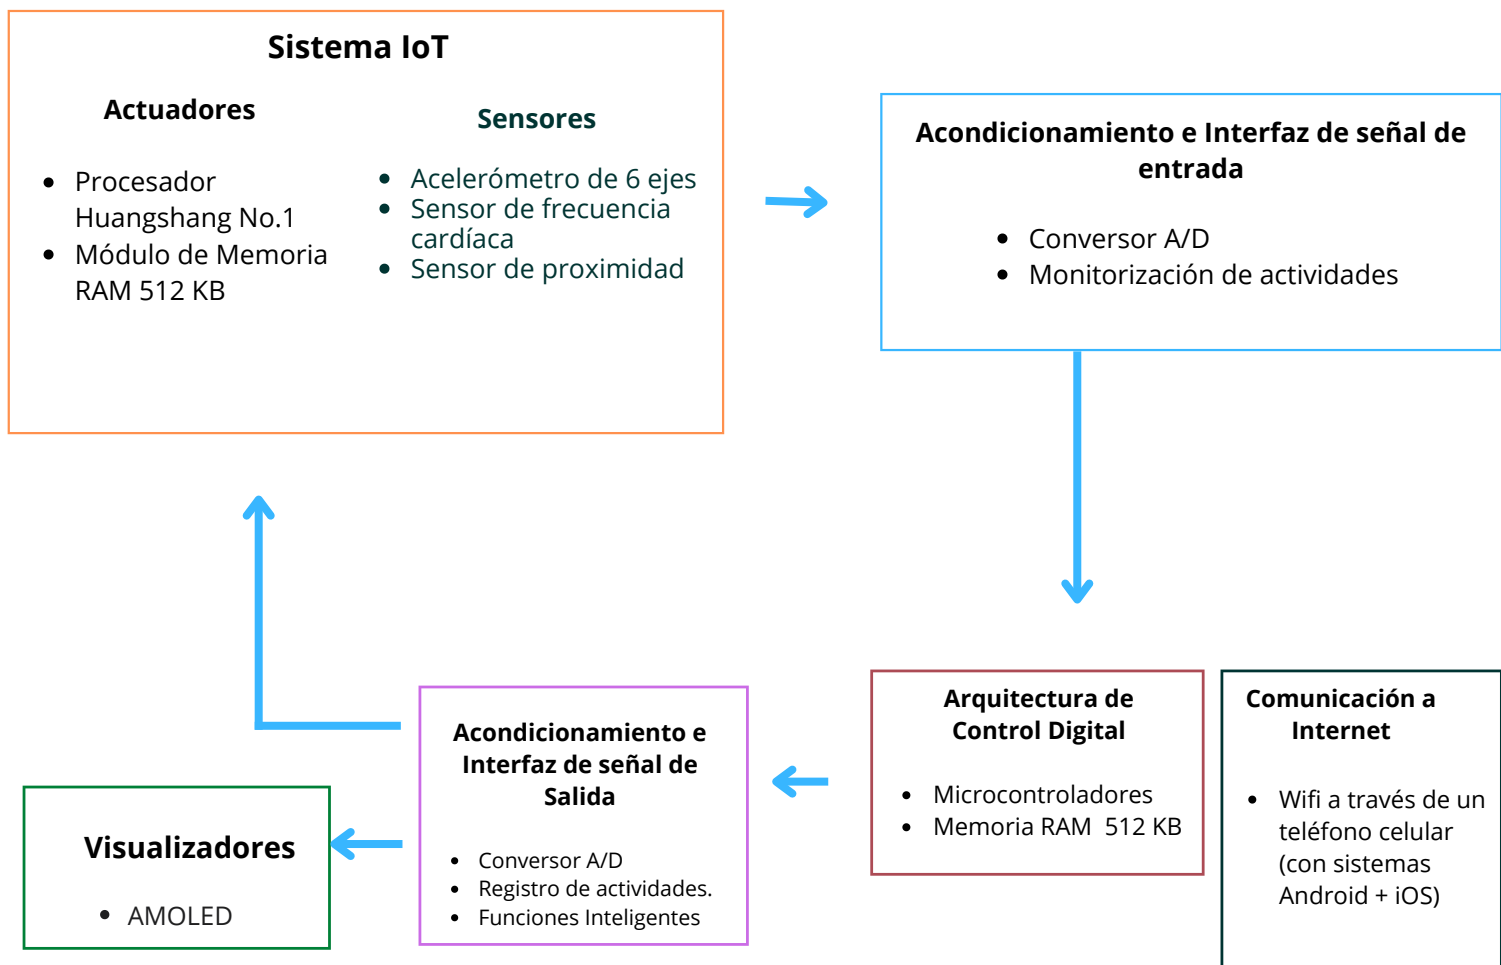 Sistema IoT
Actuadores
Procesador
Huangshang No.1
Módulo de Memoria
RAM 512 KB
Sensores
Acelerómetro de 6 ejes
Sensor de frecuencia
cardíaca
Sensor de proximidad
Acondicionamiento e Interfaz de señal de
entrada
Conversor A/D
Monitorización de actividades
Arquitectura de
Control Digital
Microcontroladores
Memoria RAM 512 KB
Comunicación a
Internet
Wifi a través de un
teléfono celular
(con sistemas
Android + iOS)
Acondicionamiento e
Interfaz de señal de
Salida
Conversor A/D
Registro de actividades.
Funciones Inteligentes
Visualizadores
AMOLED